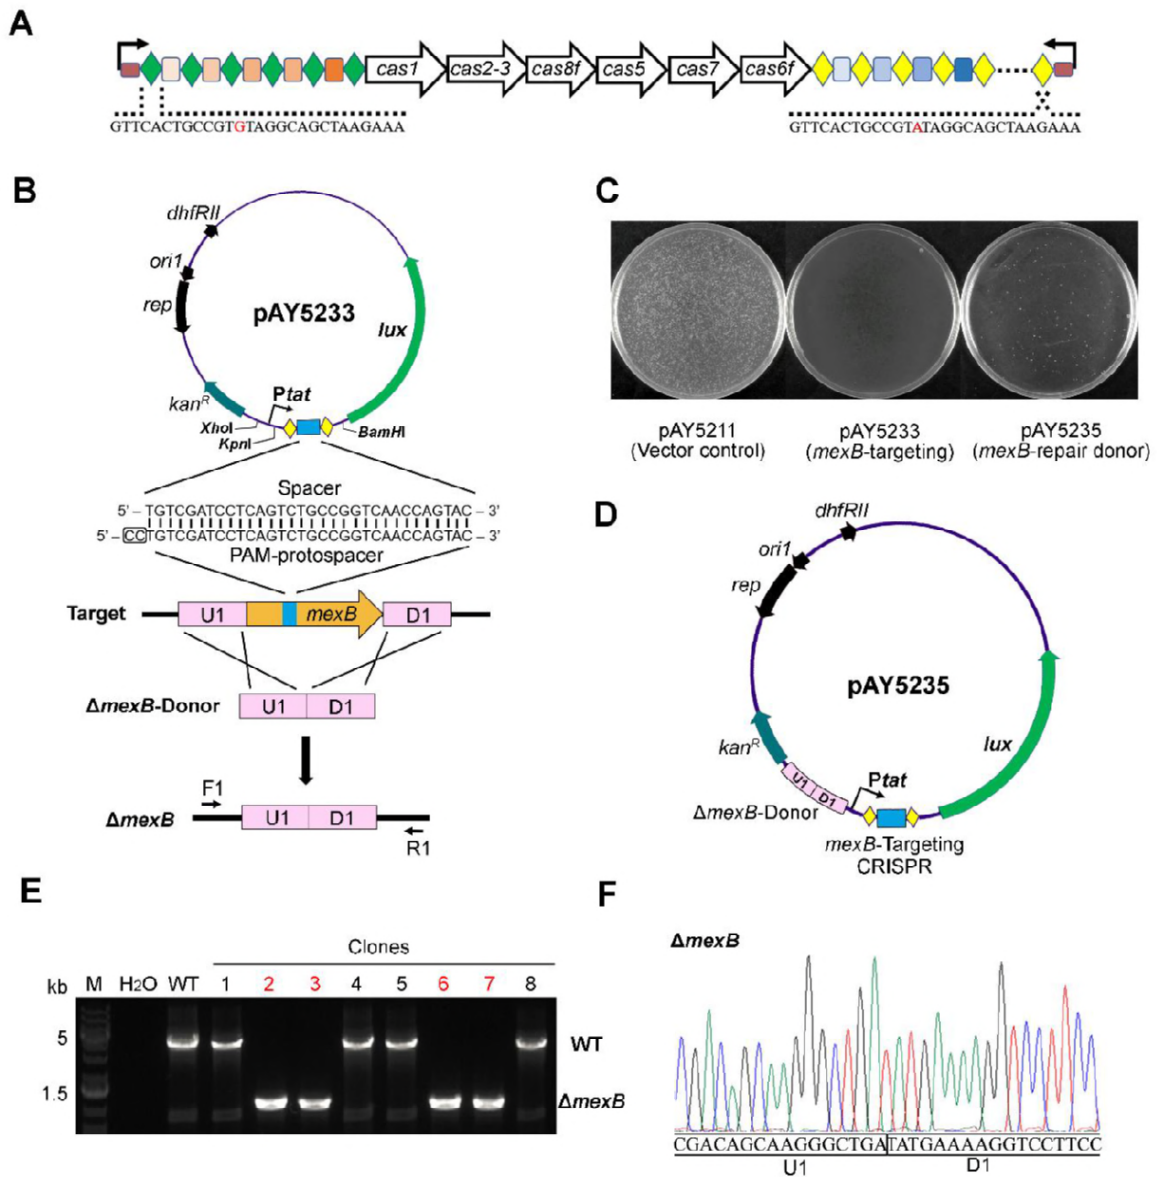 A
cas1 cas2-3 cas8f cas5 cas7 cas6f
GTTCACTGCCGTGTAGGCAGCTAAGAAA GTTCACTGCCGTATAGGCAGCTAAGAAA
B
dhfRII
ori1
rep
pAY5233
lux
kanR
Ptat
XhoI
KpnI
BamHI
Spacer
5' – TGTCGATCCTCAGTCTGCCGGTCAACCAGTAC – 3'
5' – CCTGTCGATCCTCAGTCTGCCGGTCAACCAGTAC – 3'
PAM-protospacer
Target U1 mexB D1
ΔmexB-Donor U1 D1
F1
ΔmexB U1 D1
R1
C
pAY5211 pAY5233 pAY5235
(Vector control) (mexB-targeting) (mexB-repair donor)
D
dhfRII
ori1
rep
pAY5235
lux
kanR
U1 D1
Ptat
ΔmexB-Donor
mexB-Targeting
CRISPR
E
Clones
kb M H2O WT 1 2 3 4 5 6 7 8
5 WT
1.5 ΔmexB
F
ΔmexB
CGACAGCAAGGGCTGATATGAAAAGGTCCTTCC
U1 D1